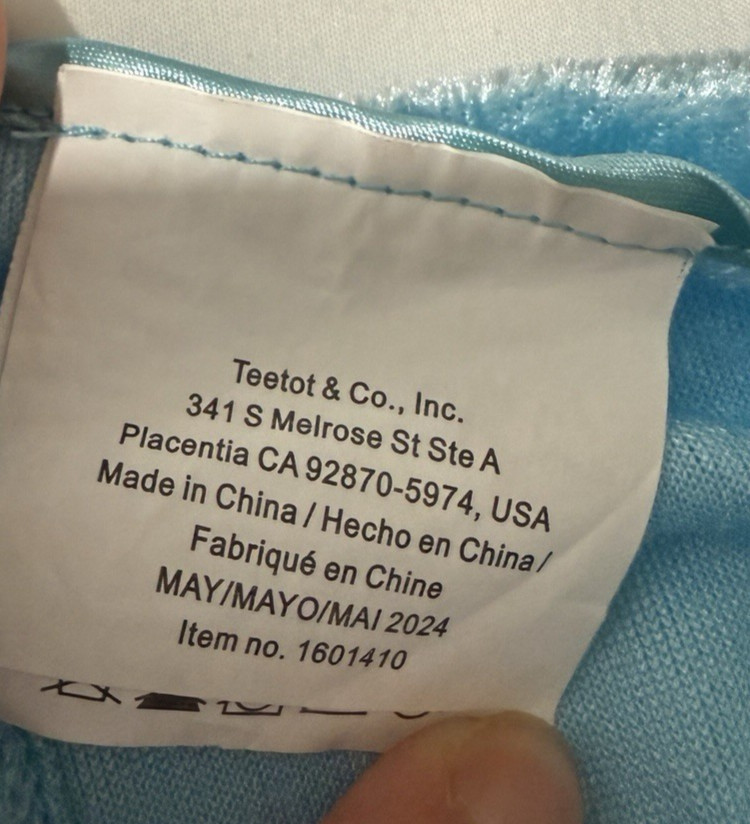 Teetot & Co., Inc.
341 S Melrose St Ste A
Placentia CA 92870-5974, USA
Made in China / Hecho en China /
Fabriqué en Chine
MAY/MAYO/MAI 2024
Item no. 1601410